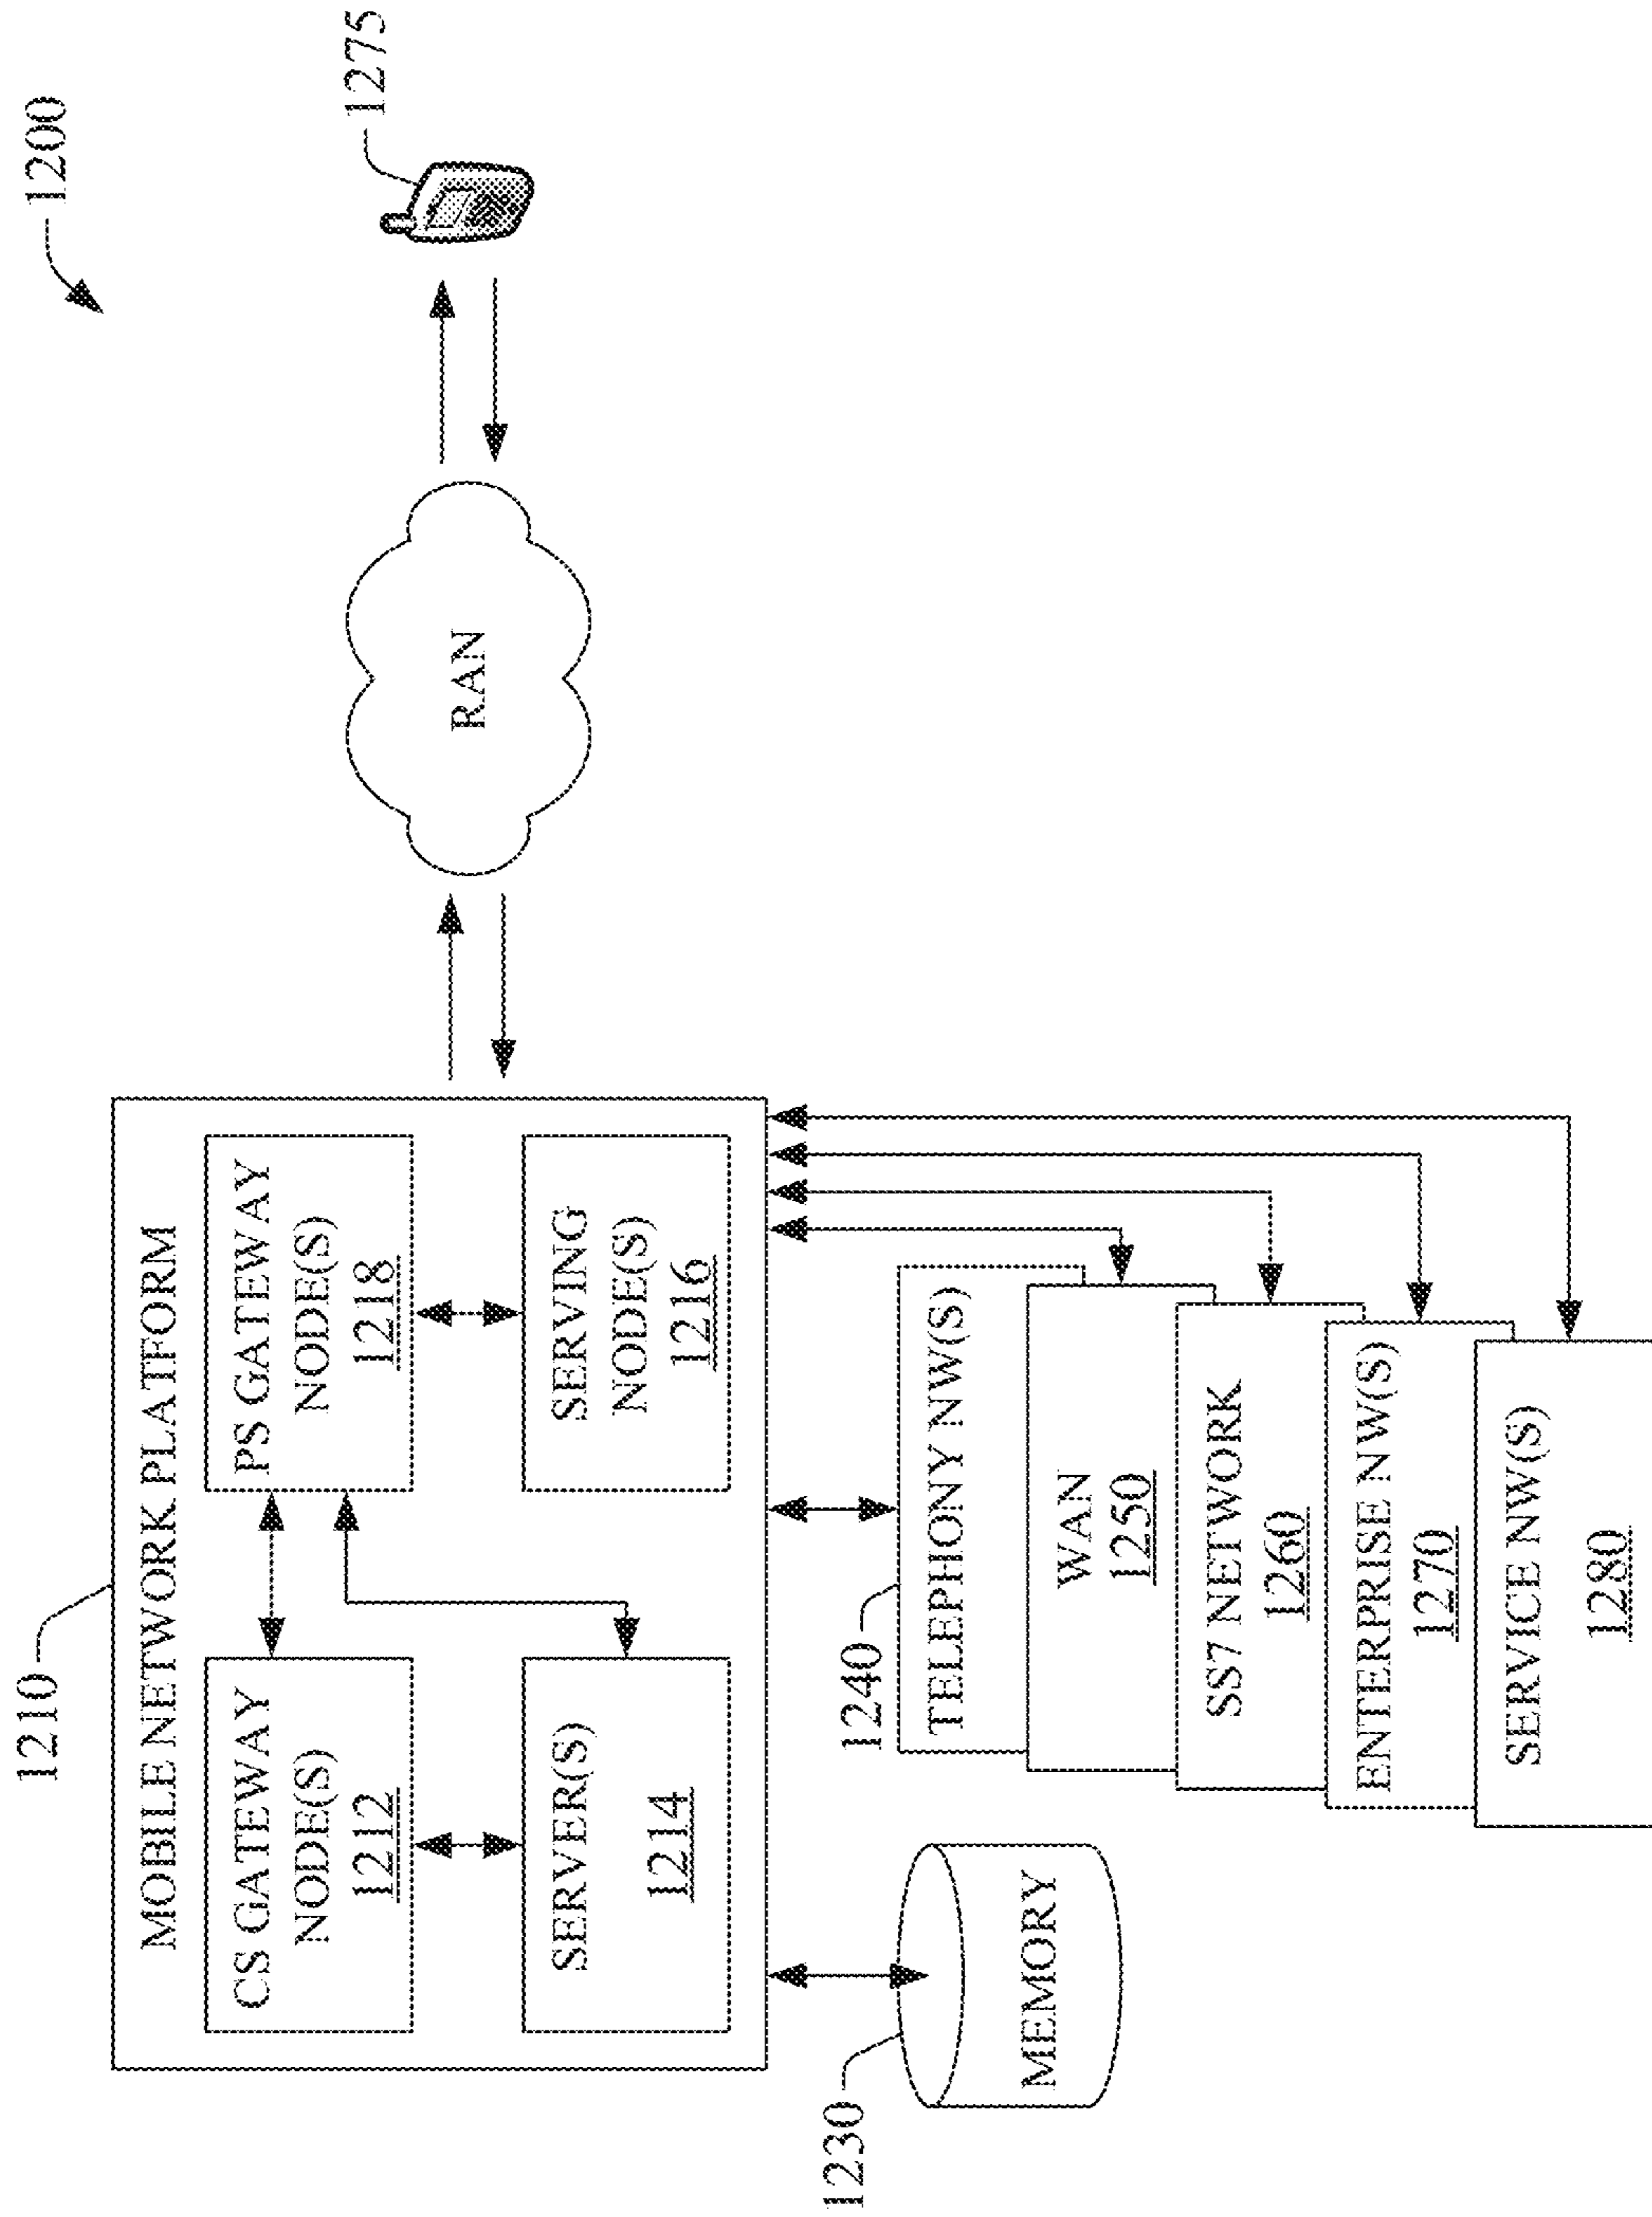 1200
1210
MOBILE NETWORK PLATFORM
CS GATEWAY
NODE(S)
1212
PS GATEWAY
NODE(S)
1218
SERVER(S)
1214
SERVING
NODE(S)
1216
RAN
1275
1230
MEMORY
1240
TELEPHONY NW(S)
WAN
1250
SS7 NETWORK
1260
ENTERPRISE NW(S)
1270
SERVICE NW(S)
1280